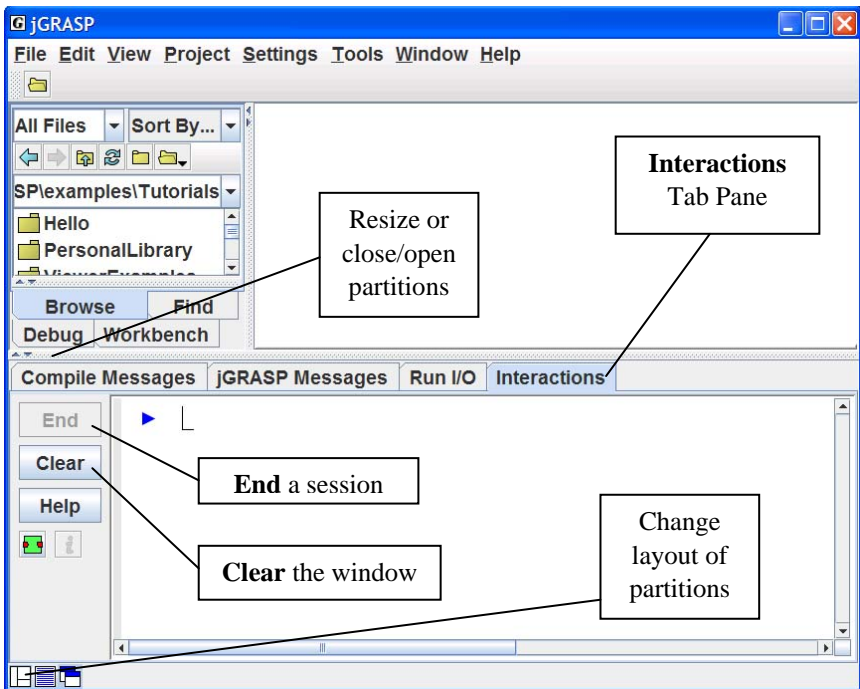 jGRASP
File Edit View Project Settings Tools Window Help
All Files Sort By...
SP\examples\Tutorials
Hello
PersonalLibrary
ViewerExamples
Browse Find
Debug Workbench
Resize or
close/open
partitions
Interactions
Tab Pane
Compile Messages jGRASP Messages Run I/O Interactions
End
Clear
Help
End a session
Clear the window
Change
layout of
partitions